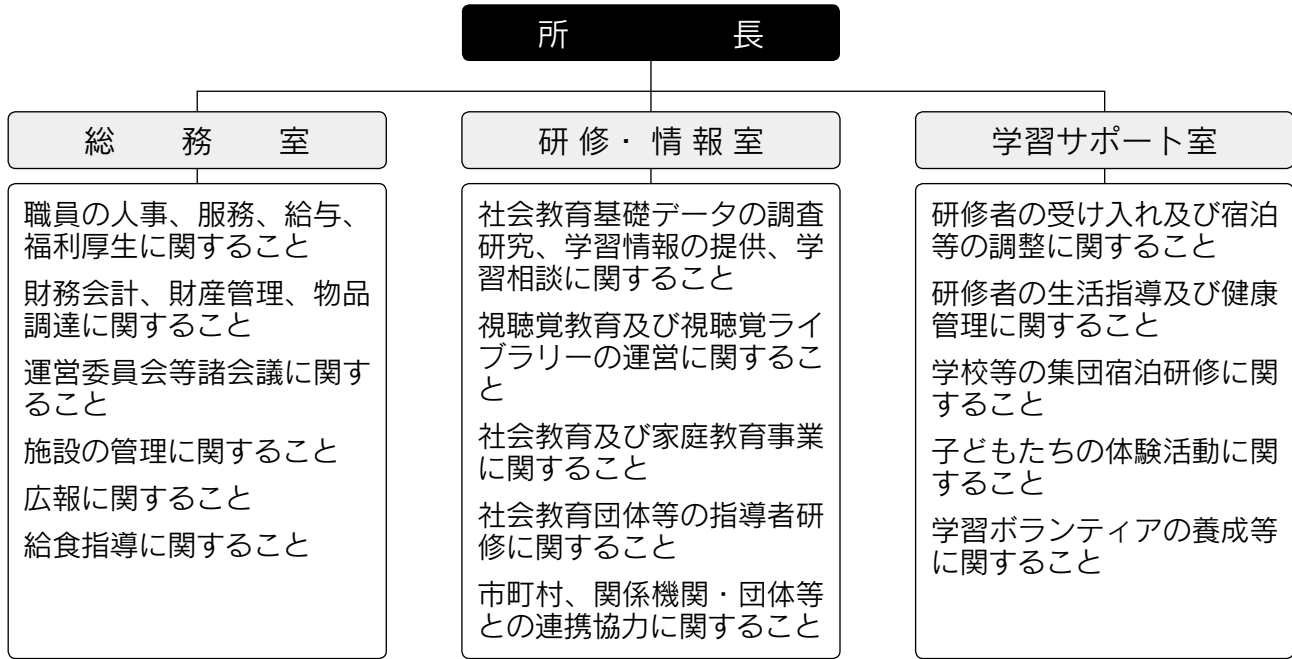 所長
総務室
職員の人事、服務、給与、
福利厚生に関すること
財務会計、財産管理、物品
調達に関すること
運営委員会等諸会議に関す
ること
施設の管理に関すること
広報に関すること
給食指導に関すること
研修・情報室
社会教育基礎データの調査
研究、学習情報の提供、学
習相談に関すること
視聴覚教育及び視聴覚ライ
ブラリーの運営に関するこ
と
社会教育及び家庭教育事業
に関すること
社会教育団体等の指導者研
修に関すること
市町村、関係機関・団体等
との連携協力に関すること
学習サポート室
研修者の受け入れ及び宿泊
等の調整に関すること
研修者の生活指導及び健康
管理に関すること
学校等の集団宿泊研修に関
すること
子どもたちの体験活動に関
すること
学習ボランティアの養成等
に関すること